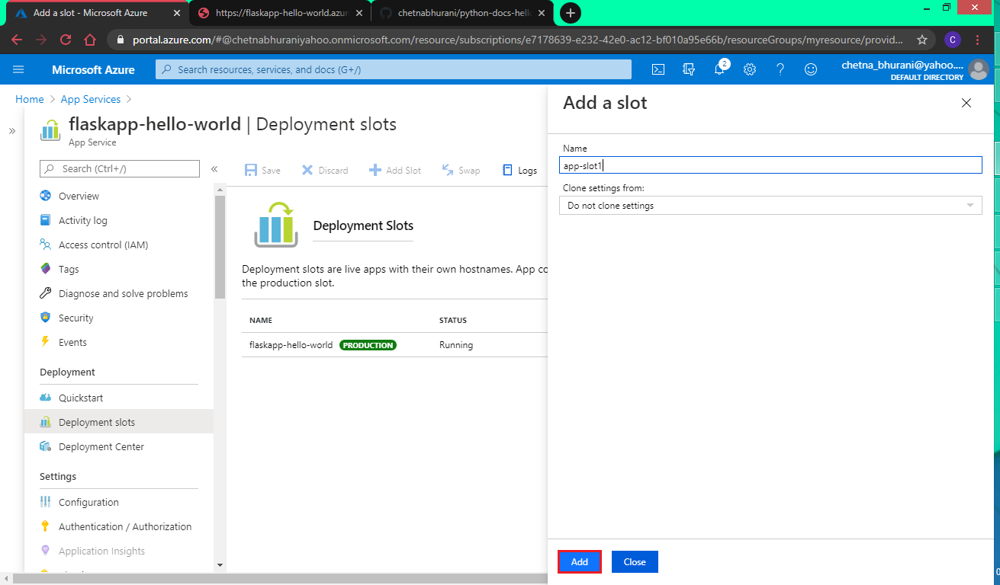 Add a slot - Microsoft Azure
https://flaskapp-hello-world.azur
chetnabhurani/python-docs-hell
portal.azure.com/#@chetnabhuraniyahoo.onmicrosoft.com/resource/subscriptions/e7178639-e232-42e0-ac12-bf010a95e66b/resourceGroups/myresource/provid...
C
Microsoft Azure
Search resources, services, and docs (G+/)
2
chetna_bhurani@yahoo....
DEFAULT DIRECTORY
Home > App Services >
flaskapp-hello-world | Deployment slots
App Service
Search (Ctrl+/)
Overview
Activity log
Access control (IAM)
Tags
Diagnose and solve problems
Security
Events
Deployment
Quickstart
Deployment slots
Deployment Center
Settings
Configuration
Authentication / Authorization
Application Insights
Save
Discard
Add Slot
Swap
Logs
Deployment Slots
Deployment slots are live apps with their own hostnames. App co
the production slot.
NAME STATUS
flaskapp-hello-world PRODUCTION Running
Add a slot
Name
app-slot1
Clone settings from:
Do not clone settings
Add
Close